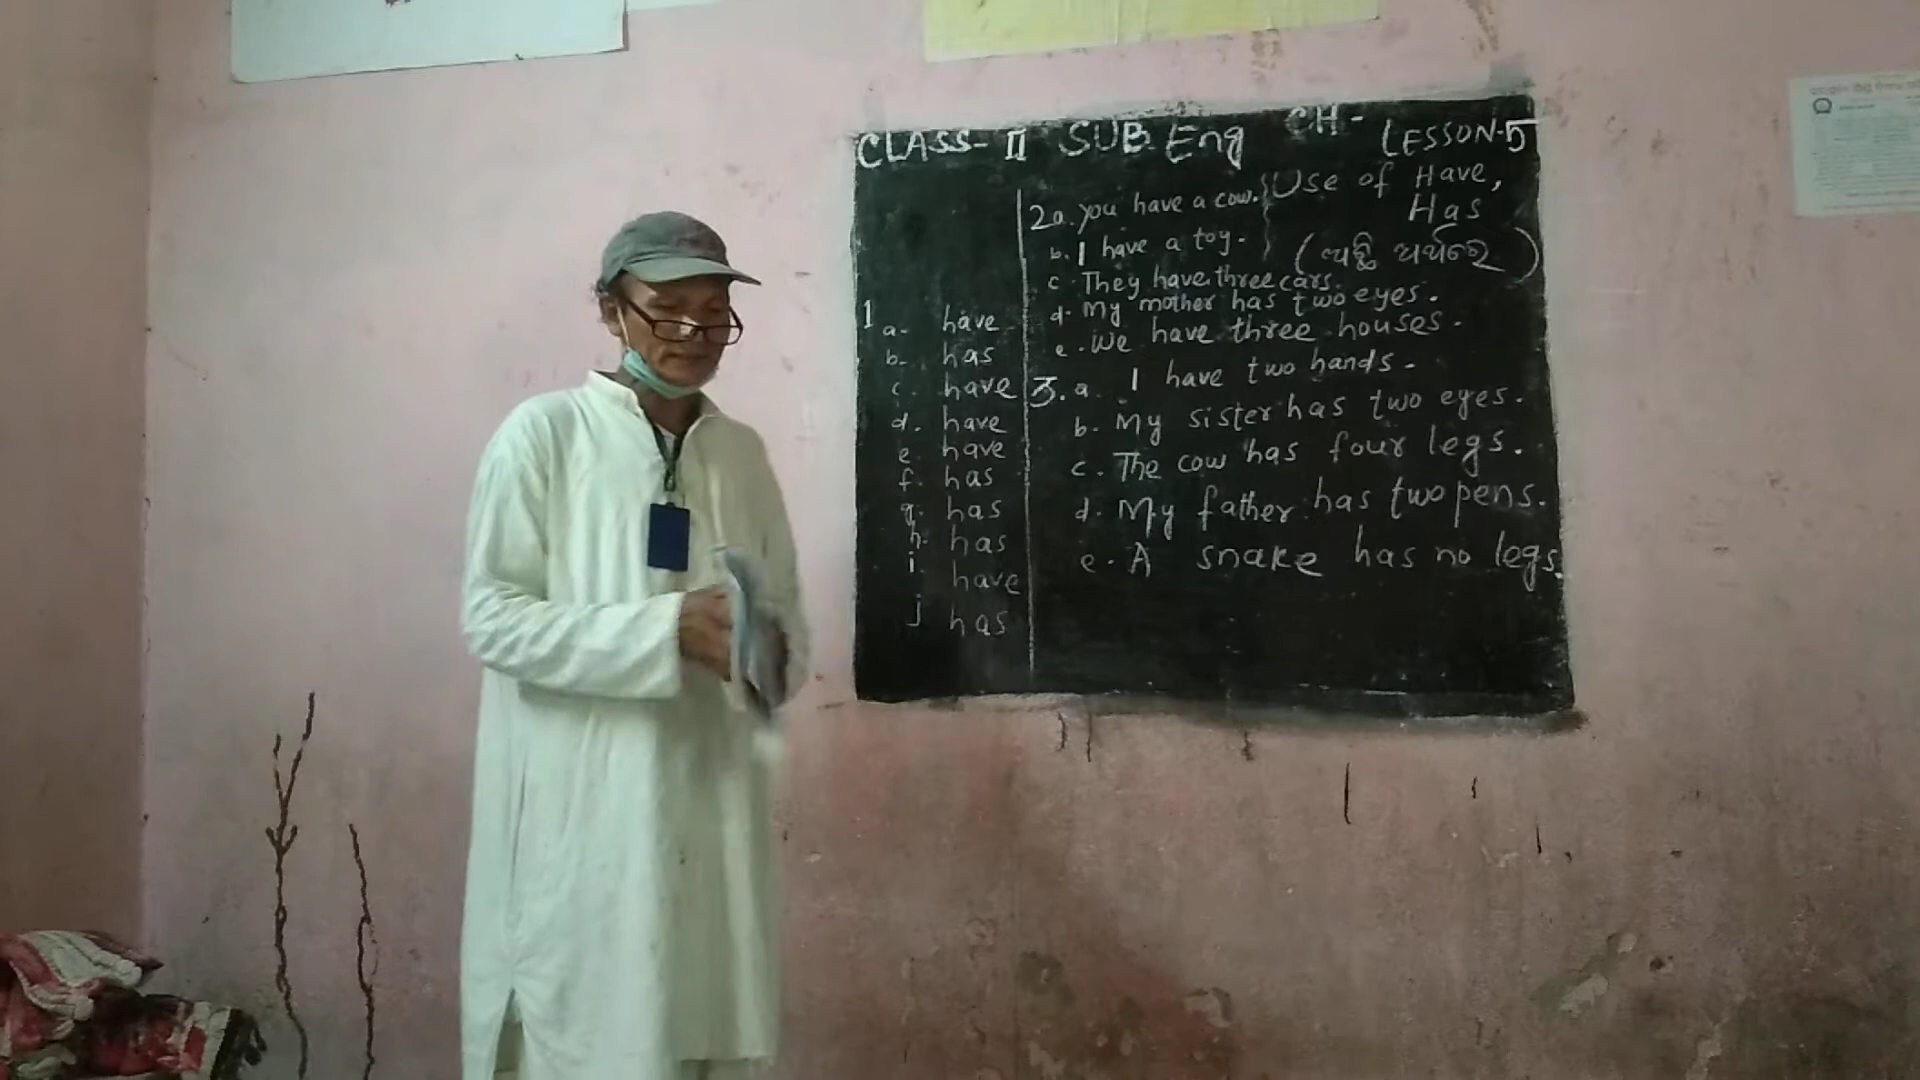 CLASS- II SUB Eng CH- LESSON-5
Use of Have,
Has
(ଅଛି ଅର୍ଥରେ)
1
a. have
b. has
c. have
d. have
e. have
f. has
g. has
h. has
i. have
j has
2a. You have a cow.
b. I have a toy.
c. They have three cars.
d. My mother has two eyes.
e. We have three houses.
3. a. I have two hands.
b. My sister has two eyes.
c. The cow has four legs.
d. My father has two pens.
e. A snake has no legs.